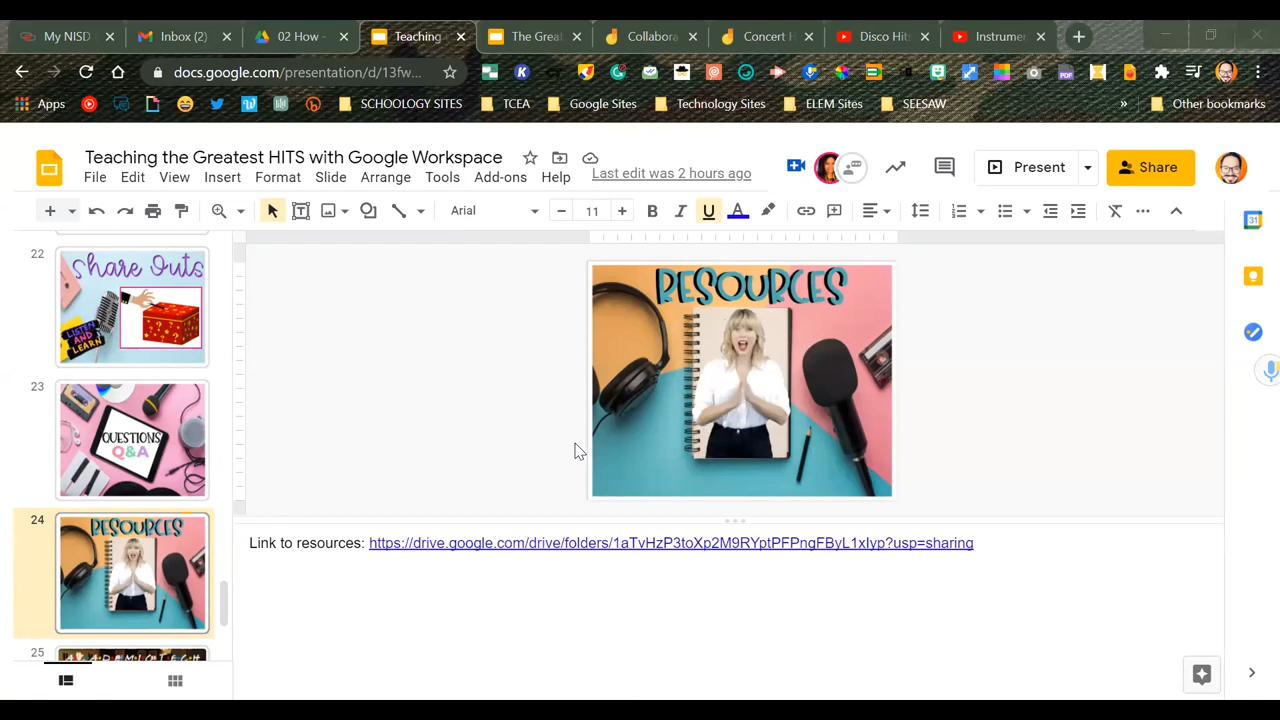 My NISD
Inbox (2)
02 How -
Teaching
The Great
Collabora
Concert H
Disco Hits
Instrumen
docs.google.com/presentation/d/13fw...
Apps
SCHOOLOGY SITES
TCEA
Google Sites
Technology Sites
ELEM Sites
SEESAW
»
Other bookmarks
Teaching the Greatest HITS with Google Workspace
File
Edit
View
Insert
Format
Slide
Arrange
Tools
Add-ons
Help
Last edit was 2 hours ago
Present
Share
Arial
11
22
Share Outs
LISTEN
AND
LEARN
23
QUESTIONS
Q&A
24
RESOURCES
25
RESOURCES
Link to resources: https://drive.google.com/drive/folders/1aTvHzP3toXp2M9RYptPFPngFByL1xIyp?usp=sharing
31